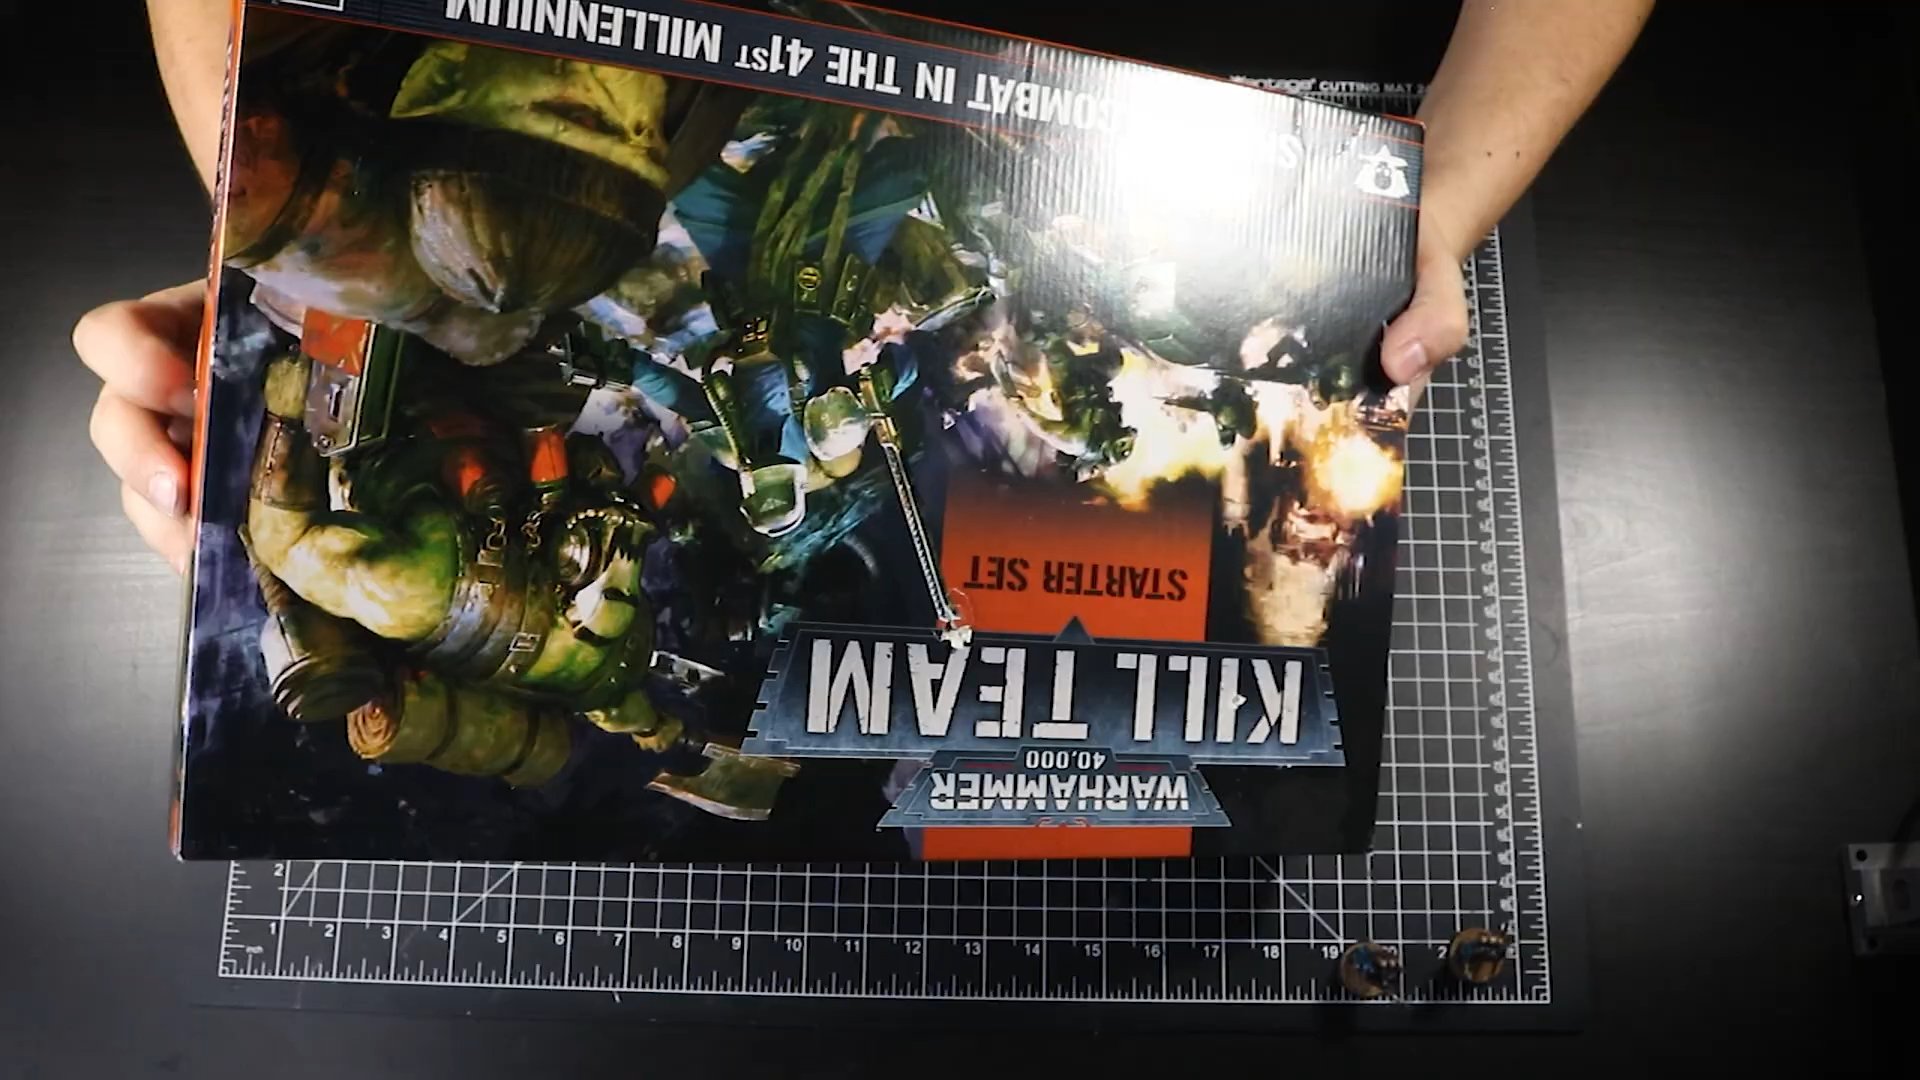 WARHAMMER
40,000
KILL TEAM
STARTER SET
COMBAT IN THE 41ST MILLENNIUM
CUTTING MAT
2
inch 1 2 3 4 5 6 7 8 9 10 11 12 13 14 15 16 17 18 19